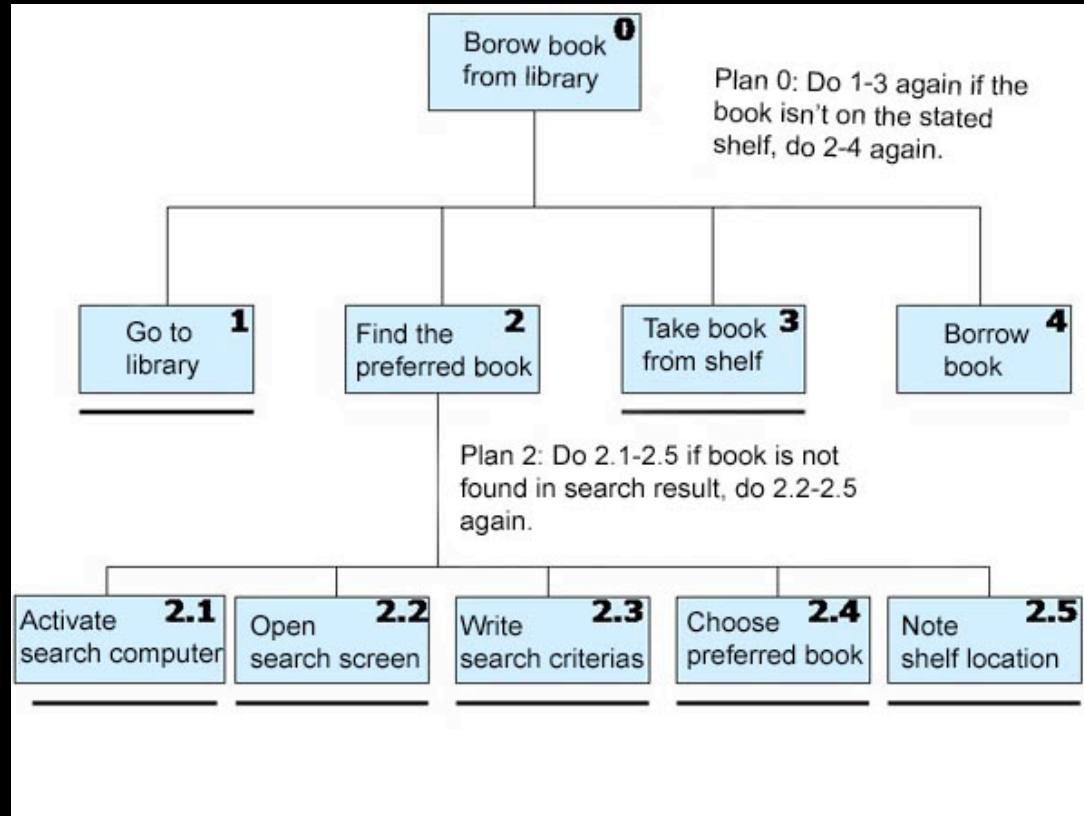 Borow book 0
from library
Plan 0: Do 1-3 again if the
book isn't on the stated
shelf, do 2-4 again.
Go to 1
library
Find the 2
preferred book
Take book 3
from shelf
Borrow 4
book
Plan 2: Do 2.1-2.5 if book is not
found in search result, do 2.2-2.5
again.
Activate 2.1
search computer
Open 2.2
search screen
Write 2.3
search criterias
Choose 2.4
preferred book
Note 2.5
shelf location